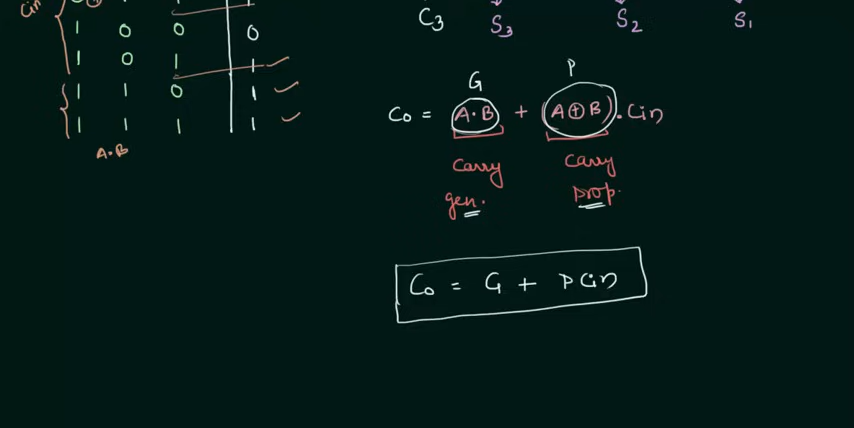 Cin
1 0 0 0
1 0 1 1
1 1 0 1
1 1 1 1
A·B
C₃ S₃ S₂ S₁
G P
Co = A·B + (A⊕B).Cin
carry carry
gen. prop.
Co = G + PCin